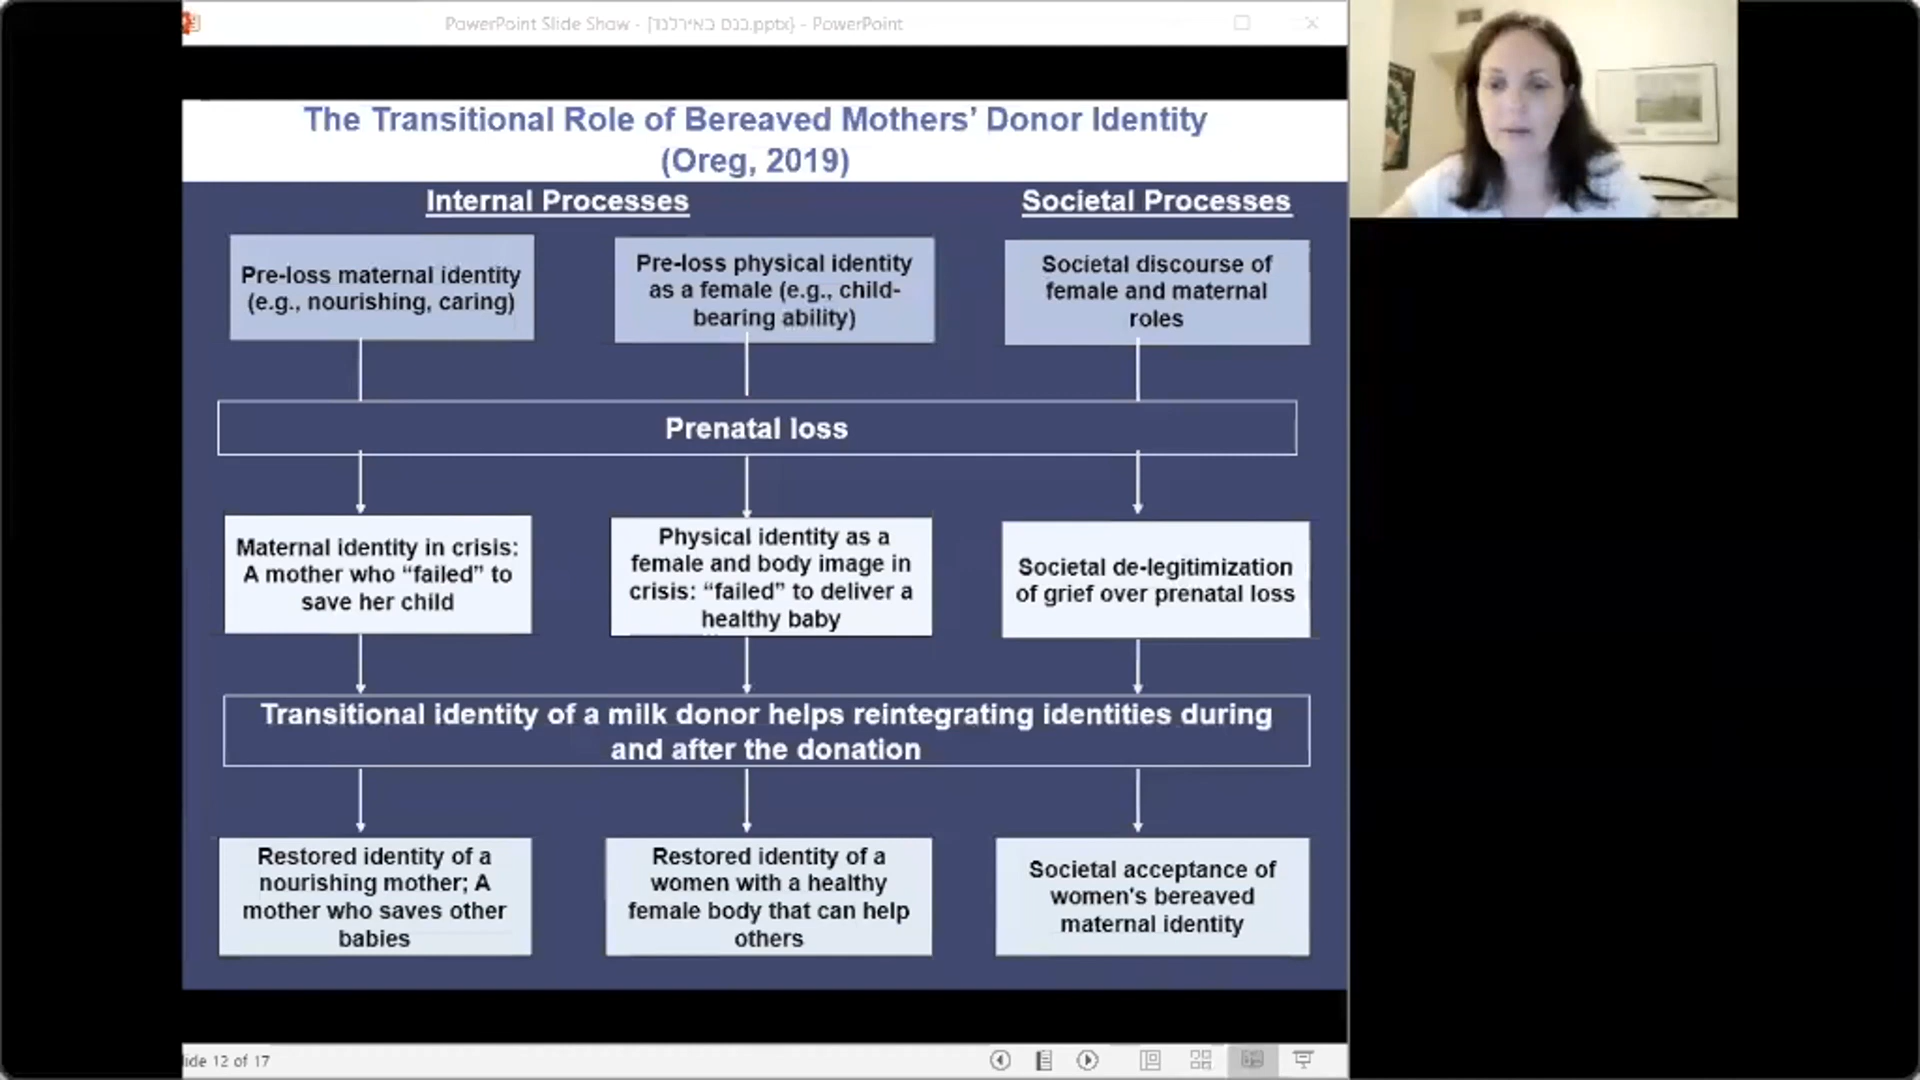 PowerPoint Slide Show - [כנס באירלנד.pptx} - PowerPoint
The Transitional Role of Bereaved Mothers’ Donor Identity
(Oreg, 2019)
Internal Processes
Societal Processes
Pre-loss maternal identity
(e.g., nourishing, caring)
Pre-loss physical identity
as a female (e.g., child-
bearing ability)
Societal discourse of
female and maternal
roles
Prenatal loss
Maternal identity in crisis:
A mother who “failed” to
save her child
Physical identity as a
female and body image in
crisis: “failed” to deliver a
healthy baby
Societal de-legitimization
of grief over prenatal loss
Transitional identity of a milk donor helps reintegrating identities during
and after the donation
Restored identity of a
nourishing mother; A
mother who saves other
babies
Restored identity of a
women with a healthy
female body that can help
others
Societal acceptance of
women's bereaved
maternal identity
lide 12 of 17